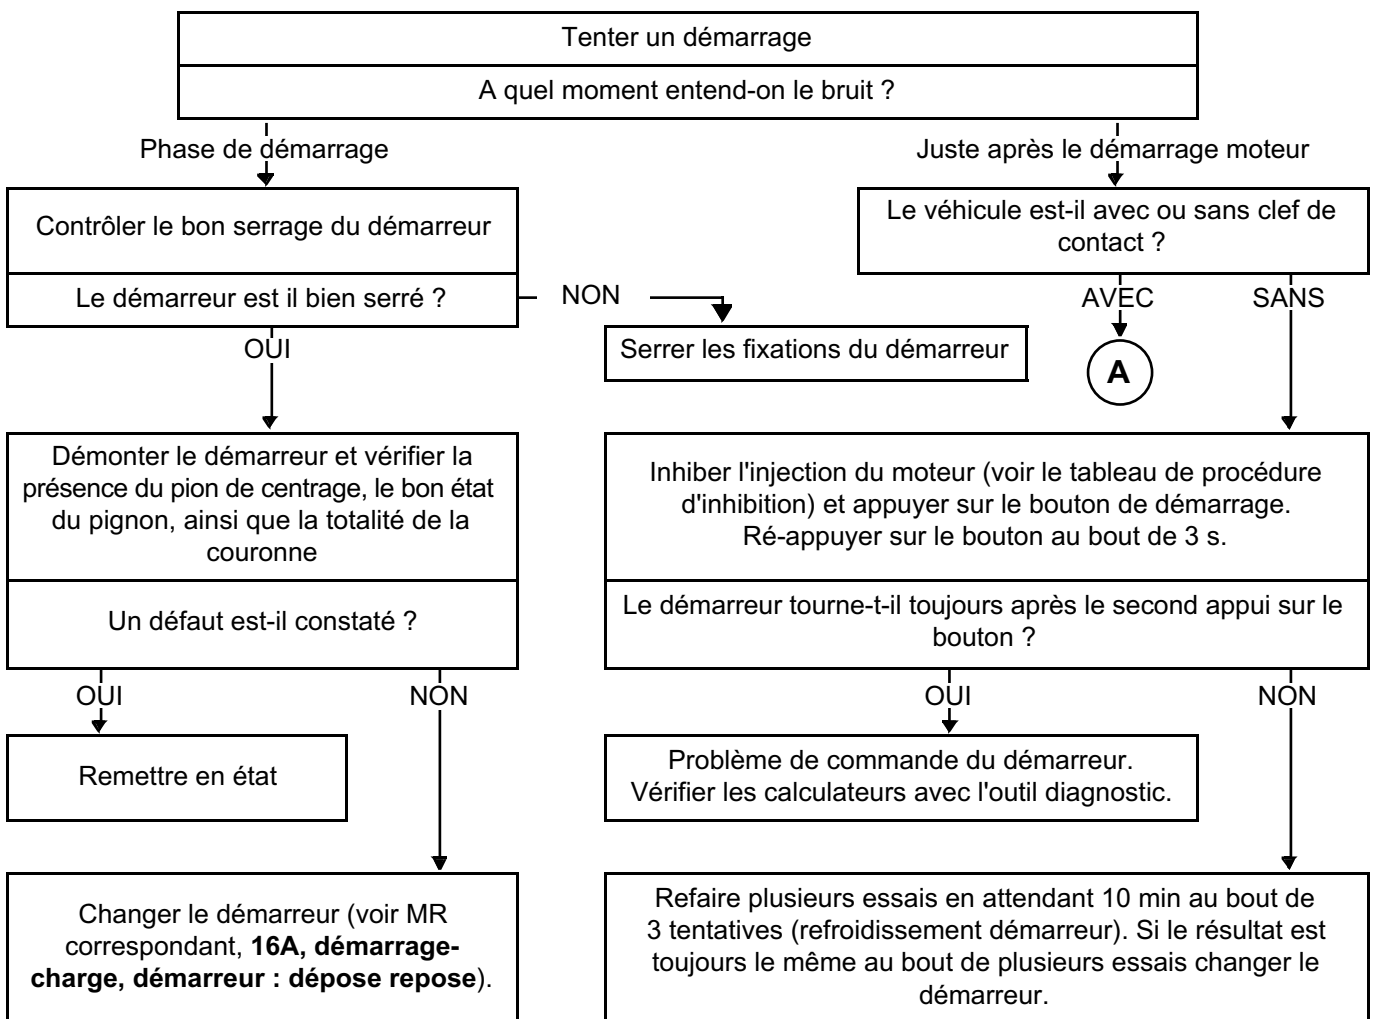 Tenter un démarrage
A quel moment entend-on le bruit ?
Phase de démarrage
Juste après le démarrage moteur
Contrôler le bon serrage du démarreur
Le démarreur est il bien serré ?
NON
Serrer les fixations du démarreur
OUI
Démonter le démarreur et vérifier la
présence du pion de centrage, le bon état
du pignon, ainsi que la totalité de la
couronne
Un défaut est-il constaté ?
OUI
NON
Remettre en état
Changer le démarreur (voir MR
correspondant, 16A, démarrage-
charge, démarreur : dépose repose).
Le véhicule est-il avec ou sans clef de
contact ?
AVEC
SANS
A
Inhiber l'injection du moteur (voir le tableau de procédure
d'inhibition) et appuyer sur le bouton de démarrage.
Ré-appuyer sur le bouton au bout de 3 s.
Le démarreur tourne-t-il toujours après le second appui sur le
bouton ?
OUI
NON
Problème de commande du démarreur.
Vérifier les calculateurs avec l'outil diagnostic.
Refaire plusieurs essais en attendant 10 min au bout de
3 tentatives (refroidissement démarreur). Si le résultat est
toujours le même au bout de plusieurs essais changer le
démarreur.